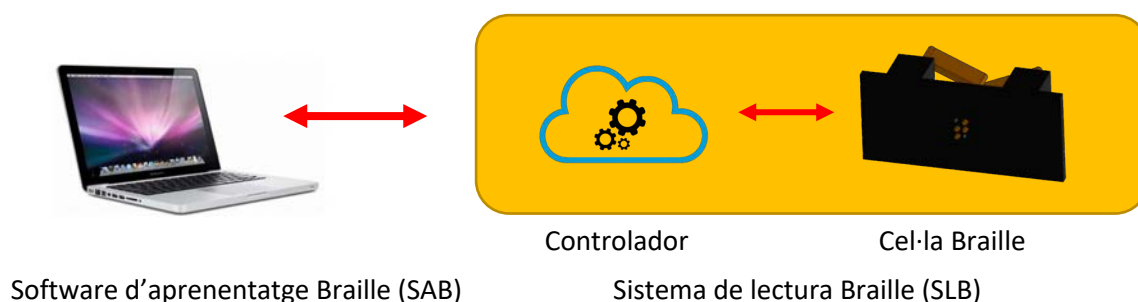 Controlador
Cel·la Braille
Software d’aprenentatge Braille (SAB)
Sistema de lectura Braille (SLB)